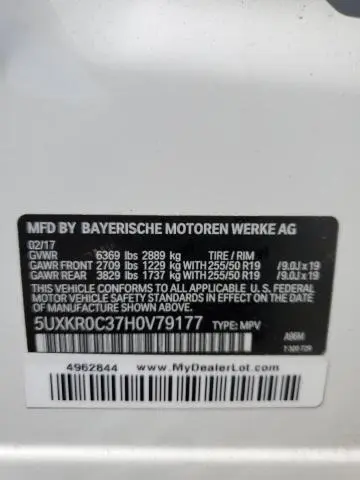 MFD BY BAYERISCHE MOTOREN WERKE AG
02/17
GVWR 6369 lbs 2889 kg TIRE / RIM
GAWR FRONT 2709 lbs 1229 kg WITH 255/50 R19 /9.0J x 19
GAWR REAR 3829 lbs 1737 kg WITH 255/50 R19 /9.0J x 19
THIS VEHICLE CONFORMS TO ALL APPLICABLE U. S. FEDERAL
MOTOR VEHICLE SAFETY STANDARDS IN EFFECT ON THE
DATE OF MANUFACTURE SHOWN ABOVE.
5UXKR0C37H0V79177 TYPE: MPV
A96M
4962844 www.MyDealerLot.com